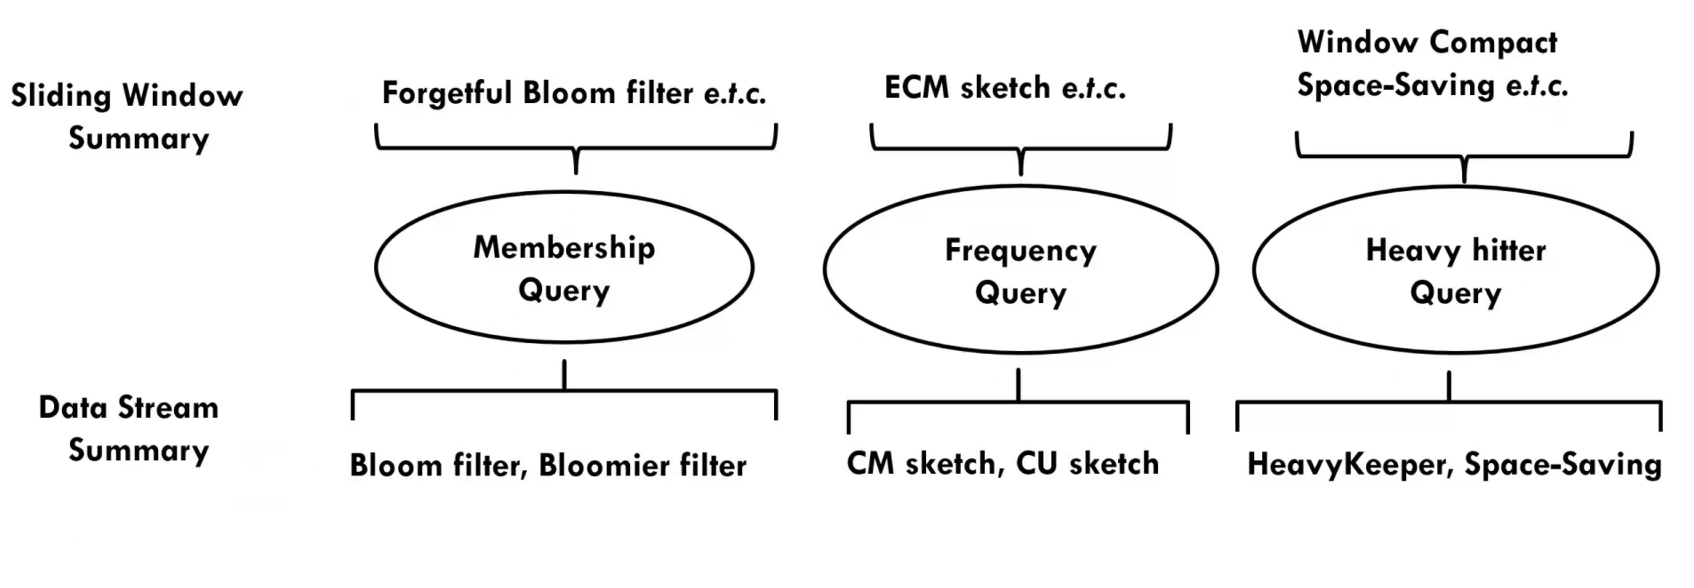 Sliding Window
Summary
Forgetful Bloom filter e.t.c.
ECM sketch e.t.c.
Window Compact
Space-Saving e.t.c.
Membership
Query
Frequency
Query
Heavy hitter
Query
Data Stream
Summary
Bloom filter, Bloomier filter
CM sketch, CU sketch
HeavyKeeper, Space-Saving